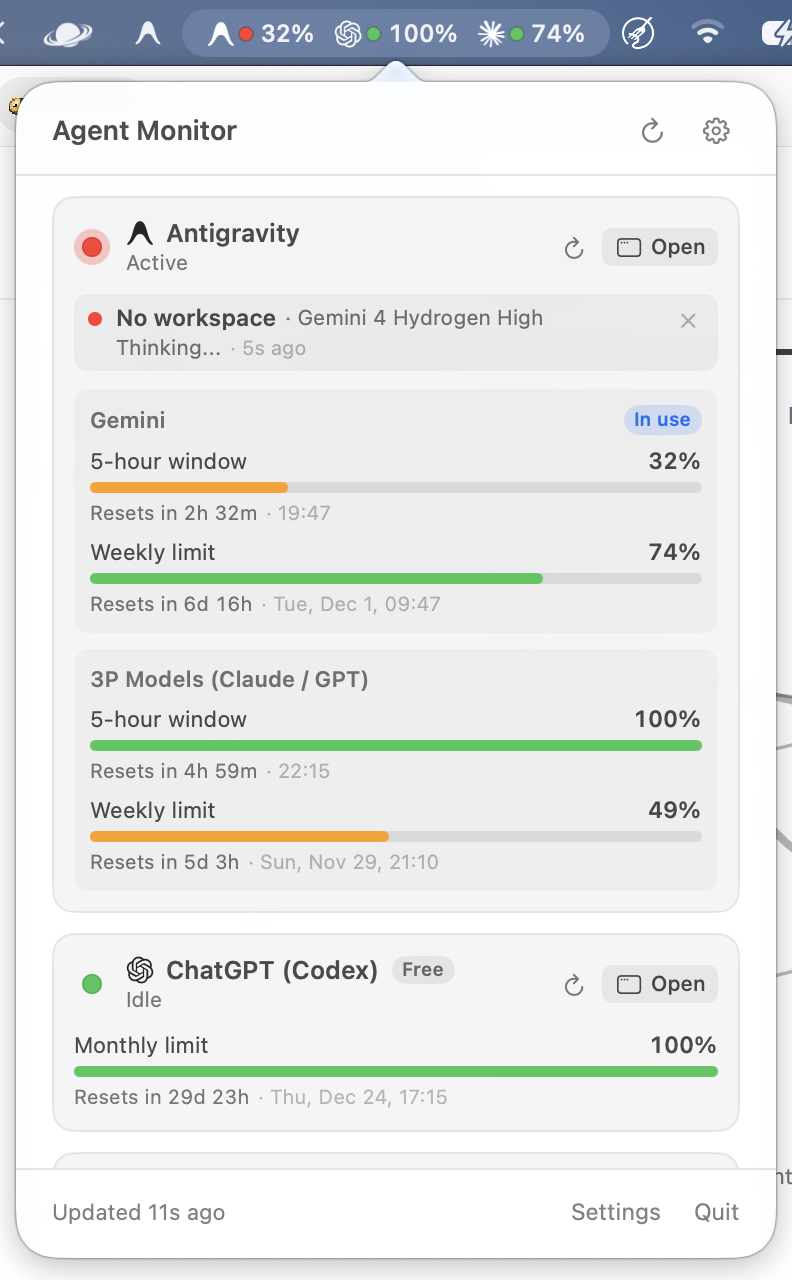 32% 100% 74%
Agent Monitor
Antigravity
Active
Open
No workspace · Gemini 4 Hydrogen High
Thinking... · 5s ago
Gemini In use
5-hour window 32%
Resets in 2h 32m · 19:47
Weekly limit 74%
Resets in 6d 16h · Tue, Dec 1, 09:47
3P Models (Claude / GPT)
5-hour window 100%
Resets in 4h 59m · 22:15
Weekly limit 49%
Resets in 5d 3h · Sun, Nov 29, 21:10
ChatGPT (Codex) Free
Idle
Open
Monthly limit 100%
Resets in 29d 23h · Thu, Dec 24, 17:15
Updated 11s ago Settings Quit